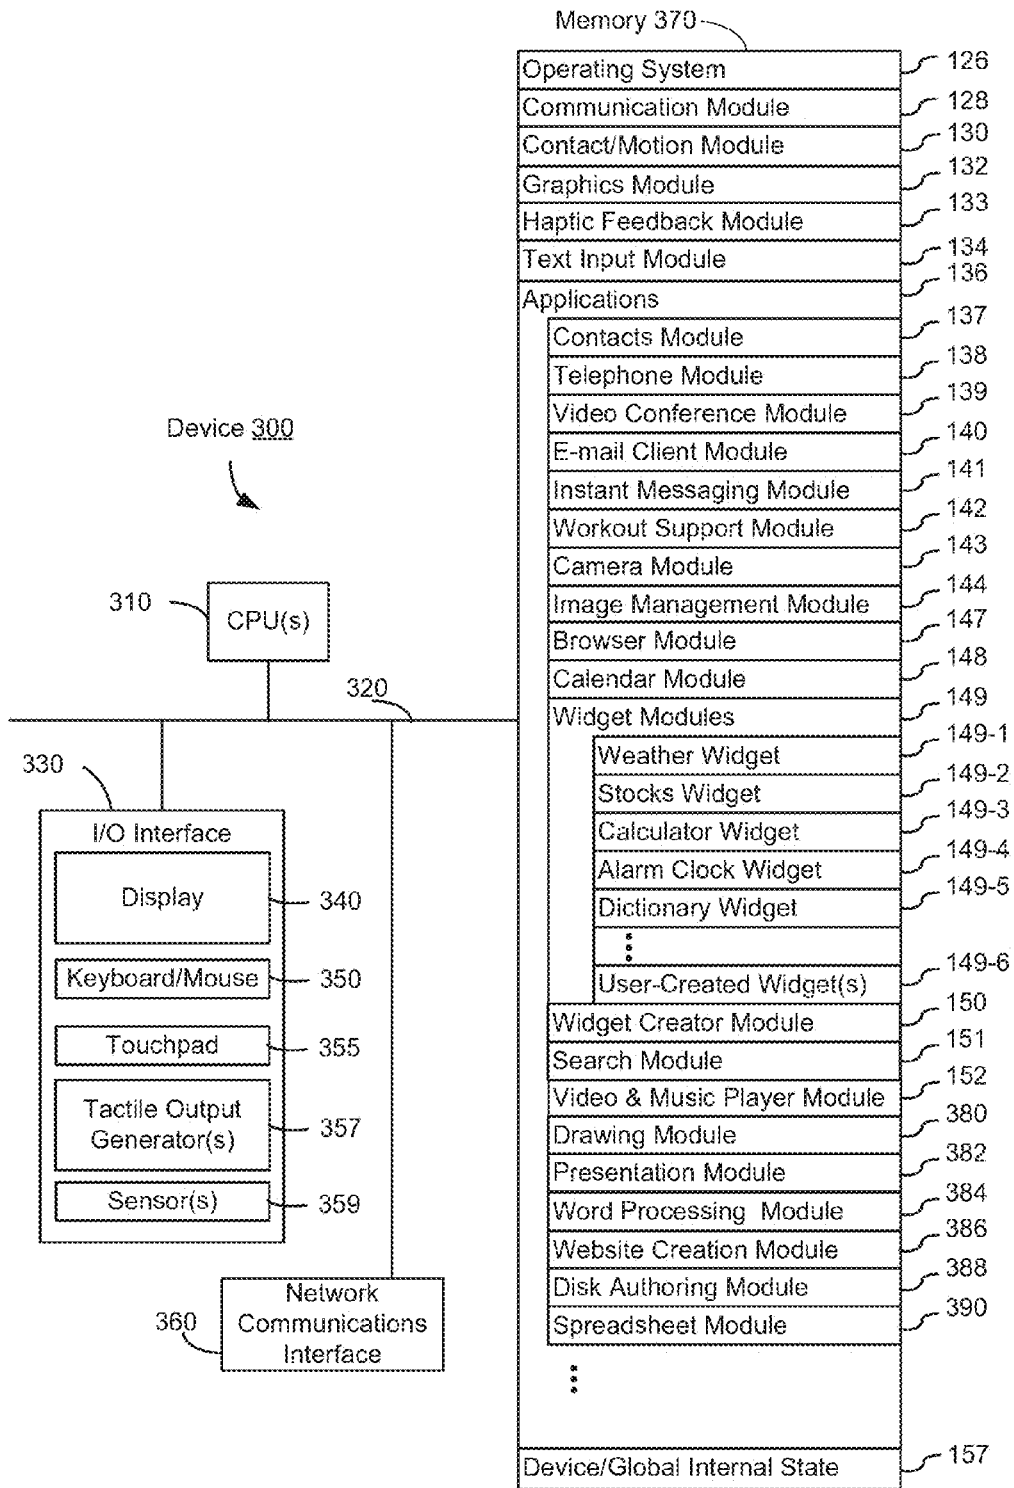 Memory 370
Operating System 126
Communication Module 128
Contact/Motion Module 130
Graphics Module 132
Haptic Feedback Module 133
Text Input Module 134
Applications 136
Contacts Module 137
Telephone Module 138
Video Conference Module 139
E-mail Client Module 140
Instant Messaging Module 141
Workout Support Module 142
Camera Module 143
Image Management Module 144
Browser Module 147
Calendar Module 148
Widget Modules 149
Weather Widget 149-1
Stocks Widget 149-2
Calculator Widget 149-3
Alarm Clock Widget 149-4
Dictionary Widget 149-5
User-Created Widget(s) 149-6
Widget Creator Module 150
Search Module 151
Video & Music Player Module 152
Drawing Module 380
Presentation Module 382
Word Processing Module 384
Website Creation Module 386
Disk Authoring Module 388
Spreadsheet Module 390
Device/Global Internal State 157
Device 300
310
CPU(s)
320
330
I/O Interface
Display 340
Keyboard/Mouse 350
Touchpad 355
Tactile Output
Generator(s) 357
Sensor(s) 359
360
Network
Communications
Interface